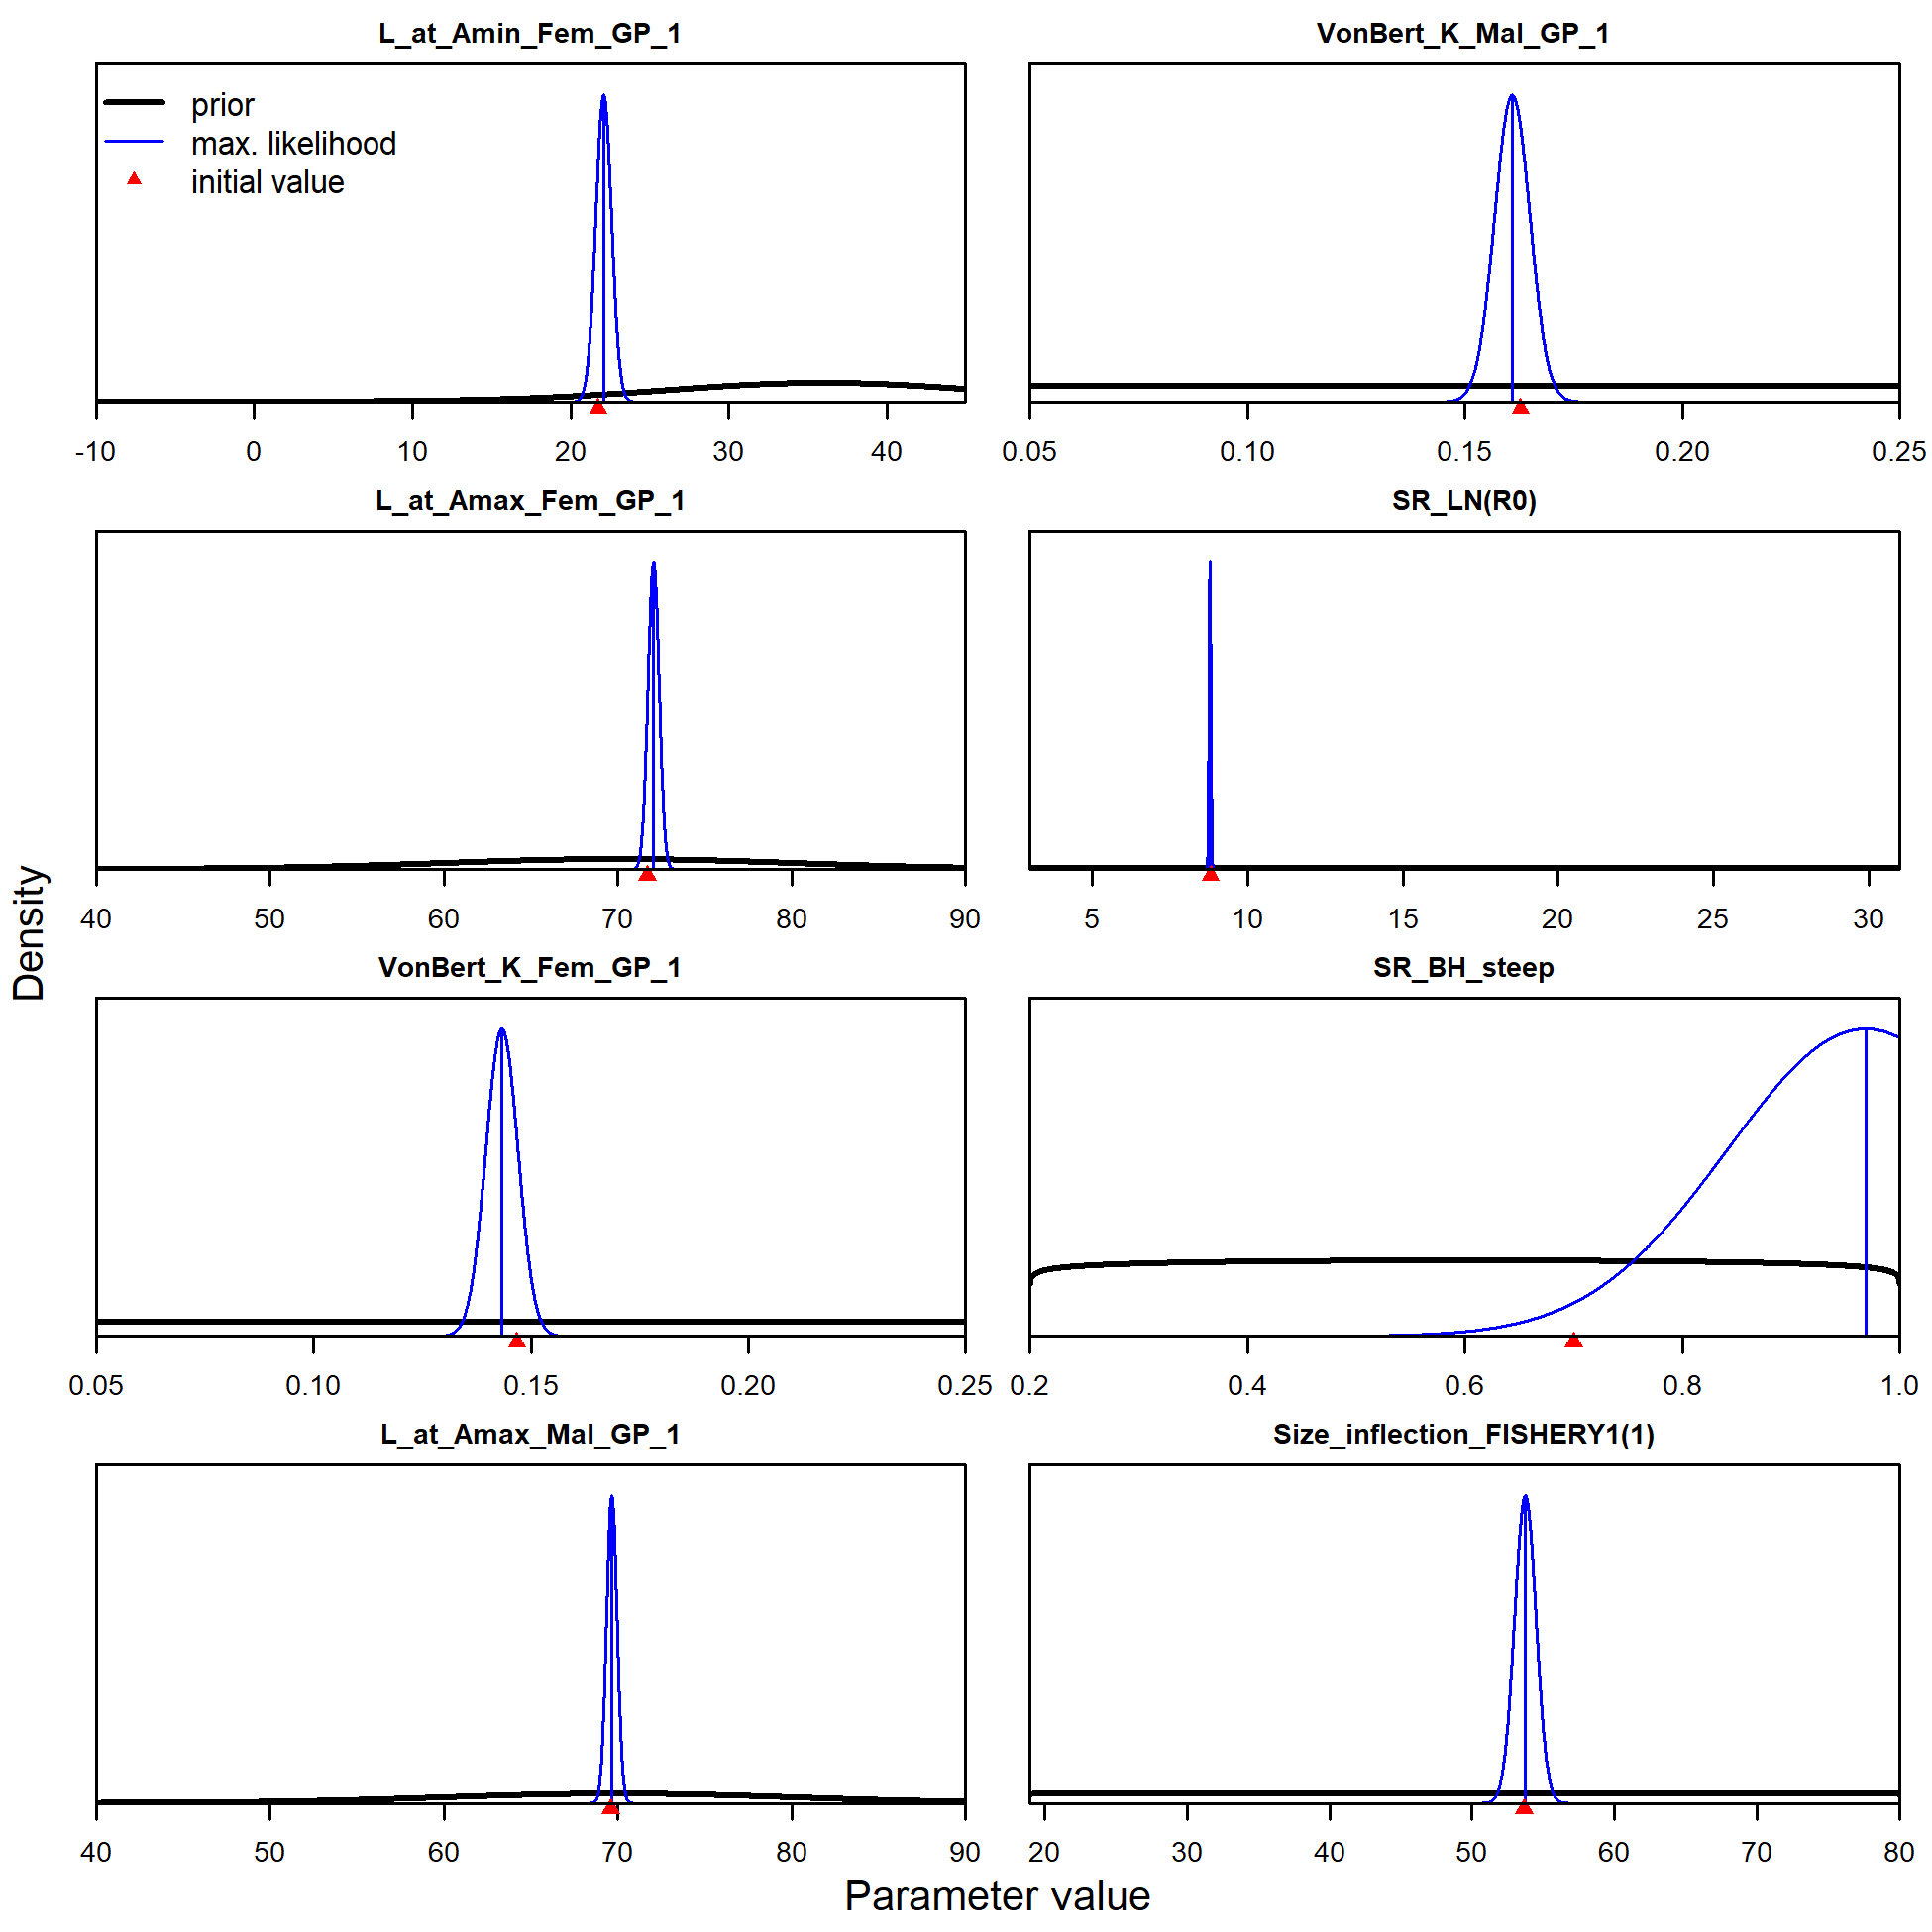 L_at_Amin_Fem_GP_1
prior
max. likelihood
initial value
-10 0 10 20 30 40
VonBert_K_Mal_GP_1
0.05 0.10 0.15 0.20 0.25
L_at_Amax_Fem_GP_1
40 50 60 70 80 90
SR_LN(R0)
5 10 15 20 25 30
VonBert_K_Fem_GP_1
0.05 0.10 0.15 0.20 0.25
SR_BH_steep
0.2 0.4 0.6 0.8 1.0
L_at_Amax_Mal_GP_1
40 50 60 70 80 90
Size_inflection_FISHERY1(1)
20 30 40 50 60 70 80
Density
Parameter value